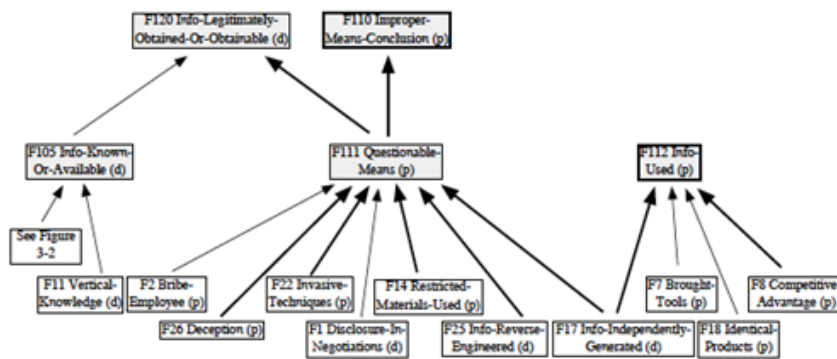 F120 Info-Legitimately-
Obtained-Or-Obtainable (d)
F110 Improper-
Means-Conclusion (p)
F105 Info-Known-
Or-Available (d)
F111 Questionable-
Means (p)
F112 Info-
Used (p)
See Figure
3-2
F11 Vertical-
Knowledge (d)
F2 Bribe-
Employee (p)
F26 Deception (p)
F22 Invasive-
Techniques (p)
F1 Disclosure-In-
Negotiations (d)
F14 Restricted-
Materials-Used (p)
F25 Info-Reverse-
Engineered (d)
F17 Info-Independently-
Generated (d)
F7 Brought-
Tools (p)
F18 Identical-
Products (p)
F8 Competitive-
Advantage (p)